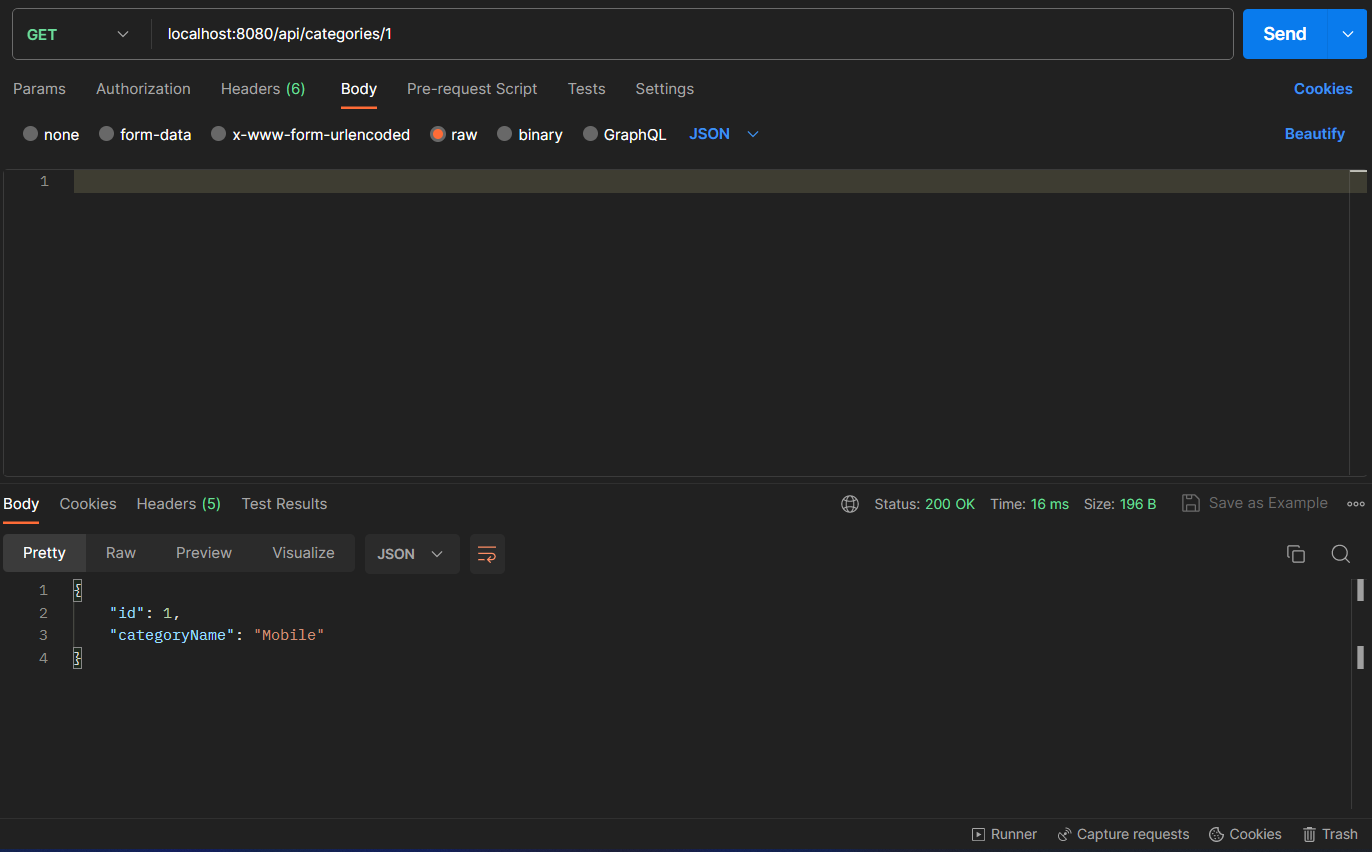 GET localhost:8080/api/categories/1 Send
Params Authorization Headers (6) Body Pre-request Script Tests Settings Cookies
none form-data x-www-form-urlencoded raw binary GraphQL JSON Beautify
1
Body Cookies Headers (5) Test Results Status: 200 OK Time: 16 ms Size: 196 B Save as Example
Pretty Raw Preview Visualize JSON
1 {
2 "id": 1,
3 "categoryName": "Mobile"
4 }
Runner Capture requests Cookies Trash